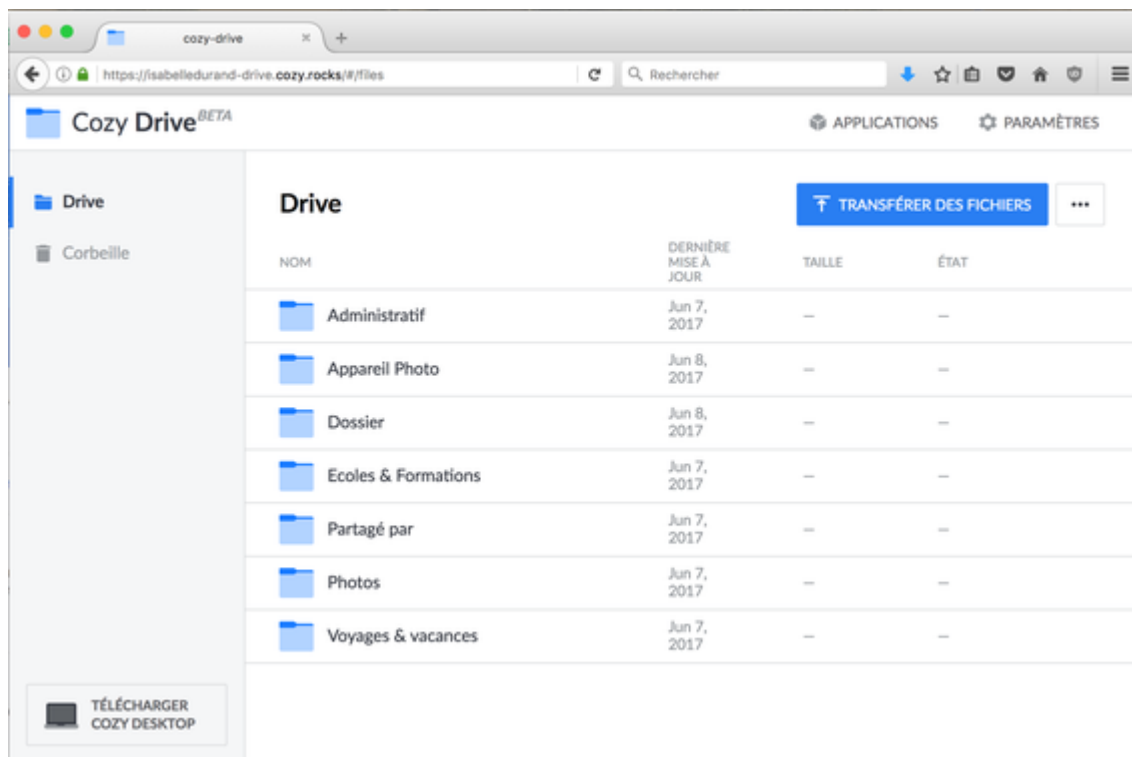 cozy-drive
https://isabelledurand-drive.cozy.rocks/#/files
Rechercher
Cozy Drive BETA
APPLICATIONS
PARAMÈTRES
Drive
Corbeille
Drive
TRANSFÉRER DES FICHIERS
NOM
DERNIÈRE
MISE À
JOUR
TAILLE
ÉTAT
Administratif
Jun 7,
2017
—
—
Appareil Photo
Jun 8,
2017
—
—
Dossier
Jun 8,
2017
—
—
Ecoles & Formations
Jun 7,
2017
—
—
Partagé par
Jun 7,
2017
—
—
Photos
Jun 7,
2017
—
—
Voyages & vacances
Jun 7,
2017
—
—
TÉLÉCHARGER
COZY DESKTOP